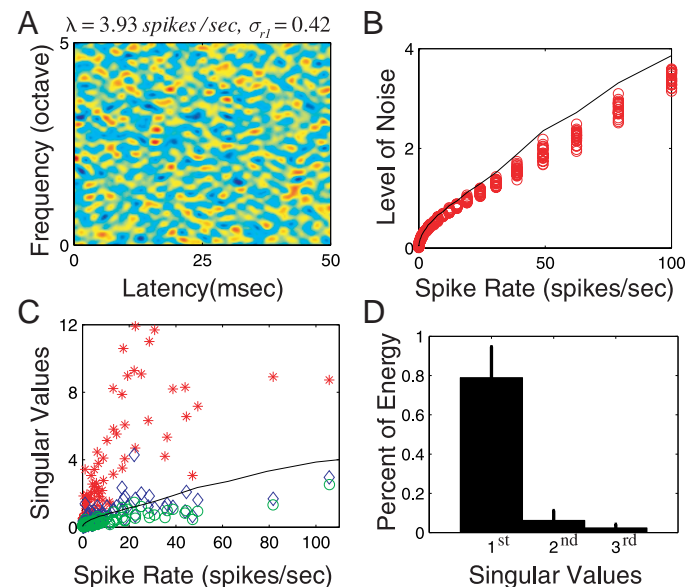 A
λ = 3.93 spikes/sec, σr1 = 0.42
5
Frequency (octave)
0
0 25 50
Latency(msec)
B
4
2
0
Level of Noise
0 50 100
Spike Rate (spikes/sec)
C
12
8
4
0
Singular Values
0 20 40 60 80 100
Spike Rate (spikes/sec)
D
1
0.8
0.6
0.4
0.2
0
Percent of Energy
1st 2nd 3rd
Singular Values